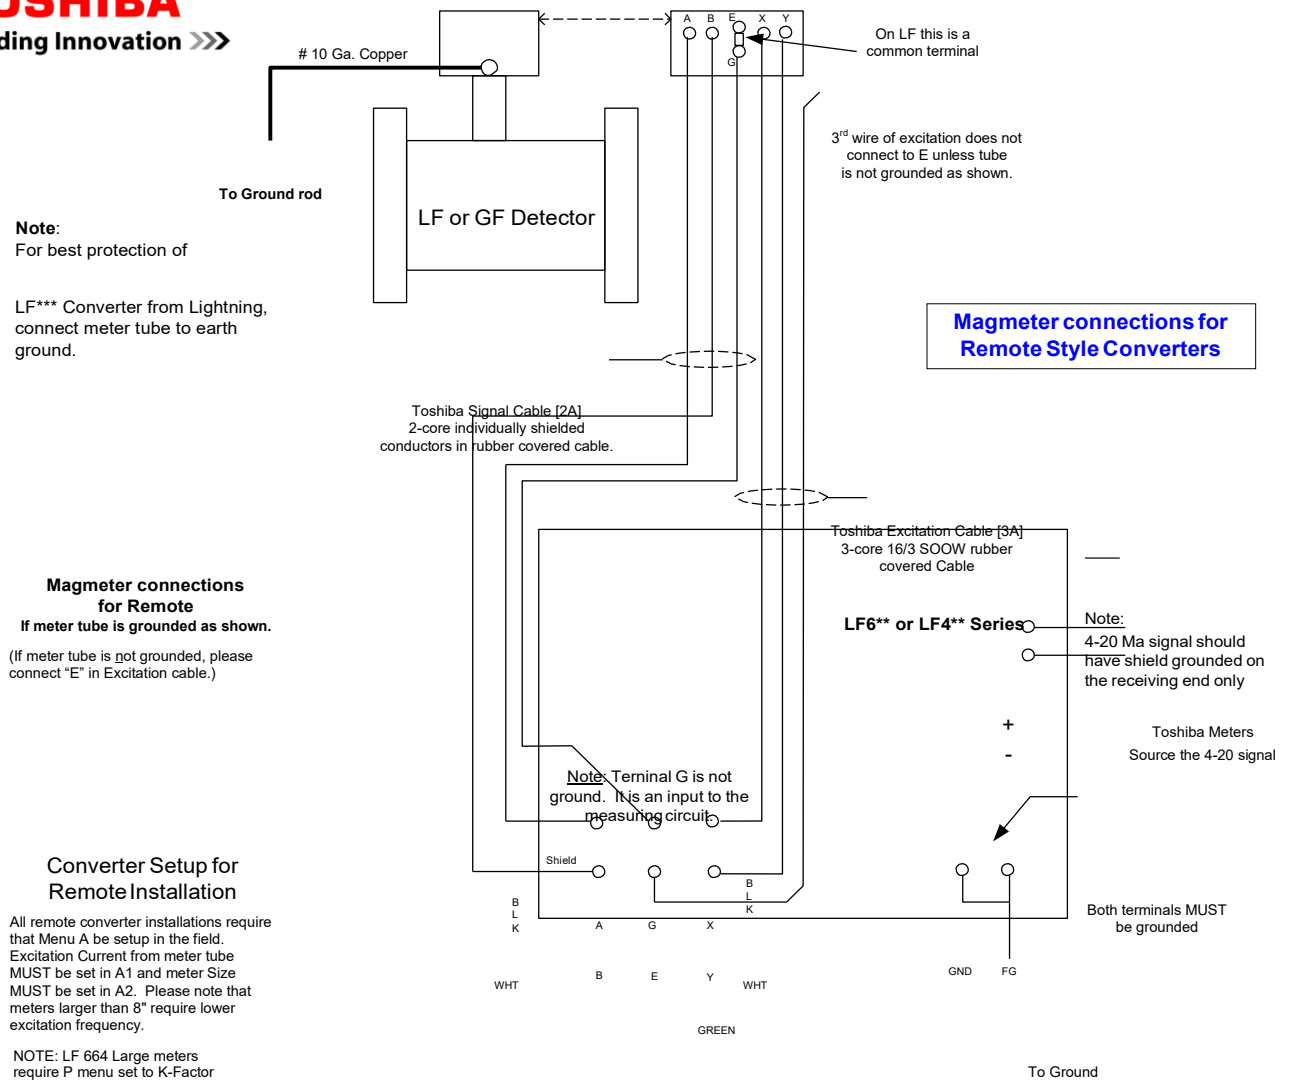 # 10 Ga. Copper
A B E X Y
G
On LF this is a
common terminal
3rd wire of excitation does not
connect to E unless tube
is not grounded as shown.
To Ground rod
LF or GF Detector
Note:
For best protection of
LF*** Converter from Lightning,
connect meter tube to earth
ground.
Magmeter connections for
Remote Style Converters
Toshiba Signal Cable [2A]
2-core individually shielded
conductors in rubber covered cable.
Toshiba Excitation Cable [3A]
3-core 16/3 SOOW rubber
covered Cable
Magmeter connections
for Remote
If meter tube is grounded as shown.
(If meter tube is not grounded, please
connect “E” in Excitation cable.)
LF6** or LF4** Series
Note:
4-20 Ma signal should
have shield grounded on
the receiving end only
+
-
Toshiba Meters
Source the 4-20 signal
Note: Terninal G is not
ground. It is an input to the
measuring circuit.
Converter Setup for
Remote Installation
All remote converter installations require
that Menu A be setup in the field.
Excitation Current from meter tube
MUST be set in A1 and meter Size
MUST be set in A2. Please note that
meters larger than 8" require lower
excitation frequency.
NOTE: LF 664 Large meters
require P menu set to K-Factor
Shield
B
L
K
WHT
A G X
B E Y
B
L
K
WHT
GREEN
GND FG
Both terminals MUST
be grounded
To Ground